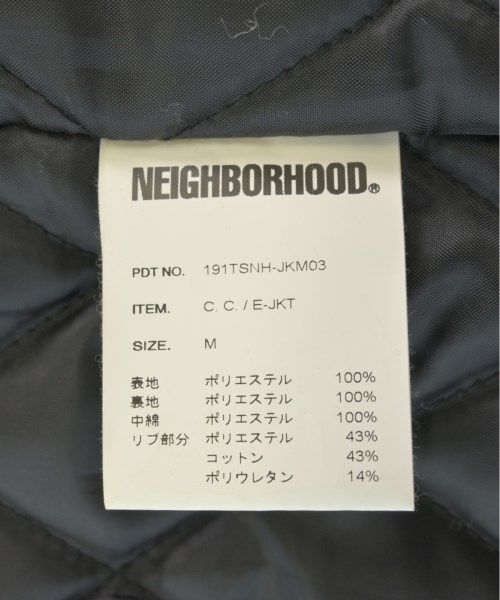 NEIGHBORHOOD®
PDT NO. 191TSNH-JKM03
ITEM. C. C. / E-JKT
SIZE. M
表地 ポリエステル 100%
裏地 ポリエステル 100%
中綿 ポリエステル 100%
リブ部分 ポリエステル 43%
コットン 43%
ポリウレタン 14%